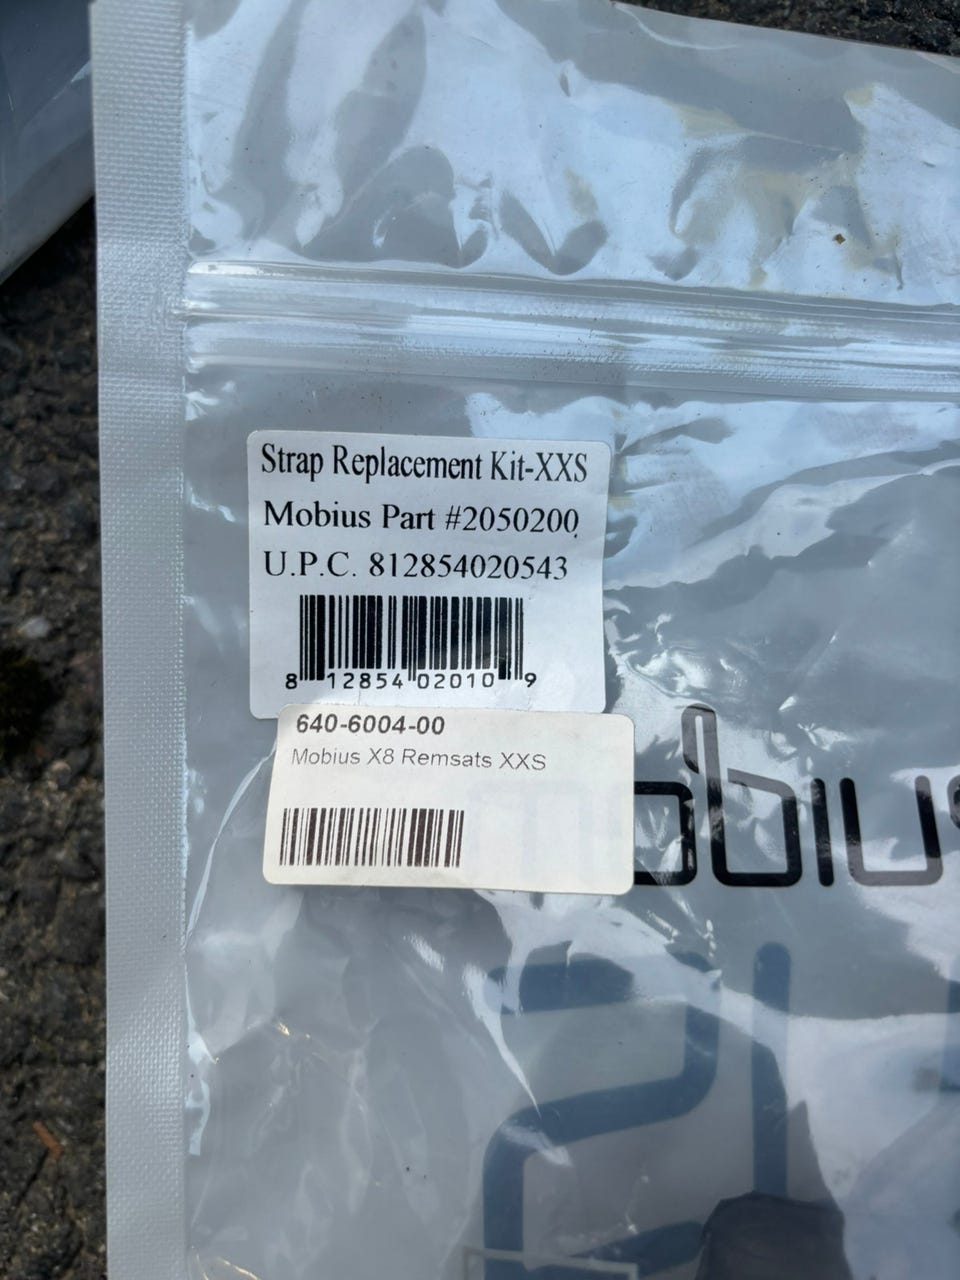 Strap Replacement Kit-XXS
Mobius Part #2050200
U.P.C. 812854020543
8 12854 02010 9
640-6004-00
Mobius X8 Remsats XXS
mobius